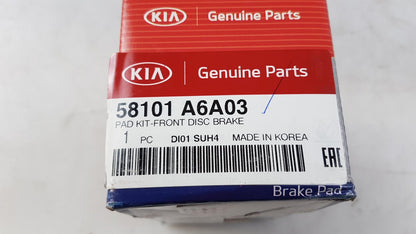 KIA Genuine Parts
KIA Genuine Parts
58101 A6A03
PAD KIT-FRONT DISC BRAKE
1 PC DI01 SUH4 MADE IN KOREA
EAC
Brake Pad